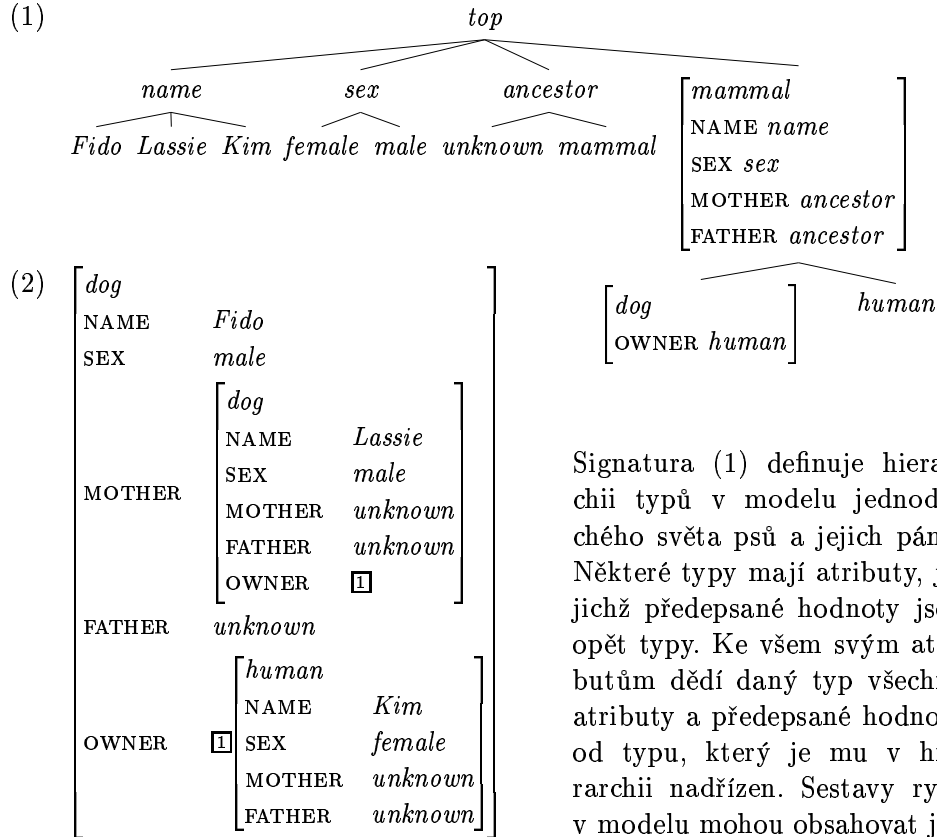 (1)
top
name sex ancestor
Fido Lassie Kim female male unknown mammal
mammal
NAME name
SEX sex
MOTHER ancestor
FATHER ancestor
dog
OWNER human
human
(2)
dog
NAME Fido
SEX male
MOTHER
dog
NAME Lassie
SEX male
MOTHER unknown
FATHER unknown
OWNER 1
FATHER unknown
OWNER 1
human
NAME Kim
SEX female
MOTHER unknown
FATHER unknown
Signatura (1) definuje hiera
chii typů v modelu jednod
chého světa psů a jejich pán
Některé typy mají atributy, j
jichž předepsané hodnoty js
opět typy. Ke všem svým at
butům dědí daný typ všech
atributy a předepsané hodno
od typu, který je mu v hi
rarchii nadřízen. Sestavy ry
v modelu mohou obsahovat j